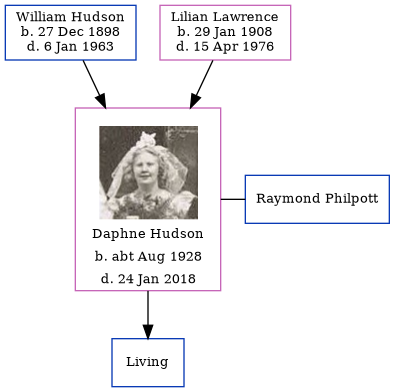 William Hudson
b. 27 Dec 1898
d. 6 Jan 1963
Lilian Lawrence
b. 29 Jan 1908
d. 15 Apr 1976
Daphne Hudson
b. abt Aug 1928
d. 24 Jan 2018
Raymond Philpott
Living